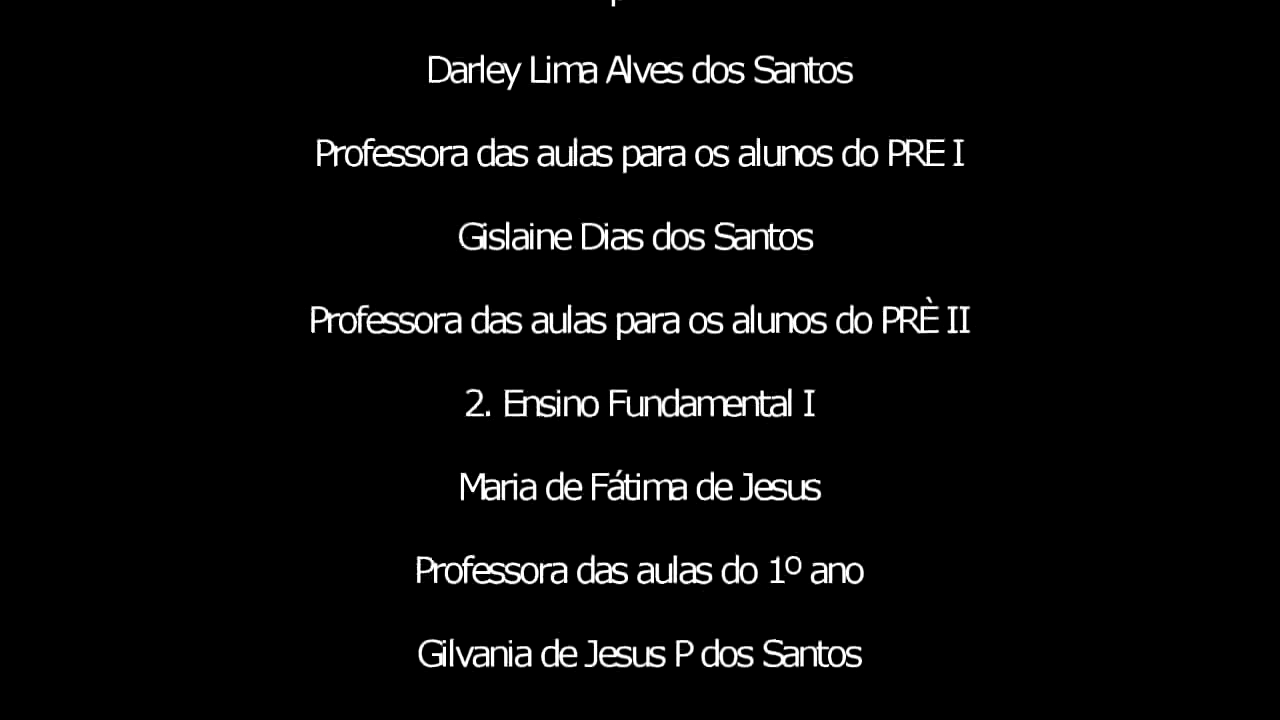 Darley Lima Alves dos Santos
Professora das aulas para os alunos do PRE I
Gislaine Dias dos Santos
Professora das aulas para os alunos do PRÈ II
2. Ensino Fundamental I
Maria de Fátima de Jesus
Professora das aulas do 1º ano
Gilvania de Jesus P dos Santos